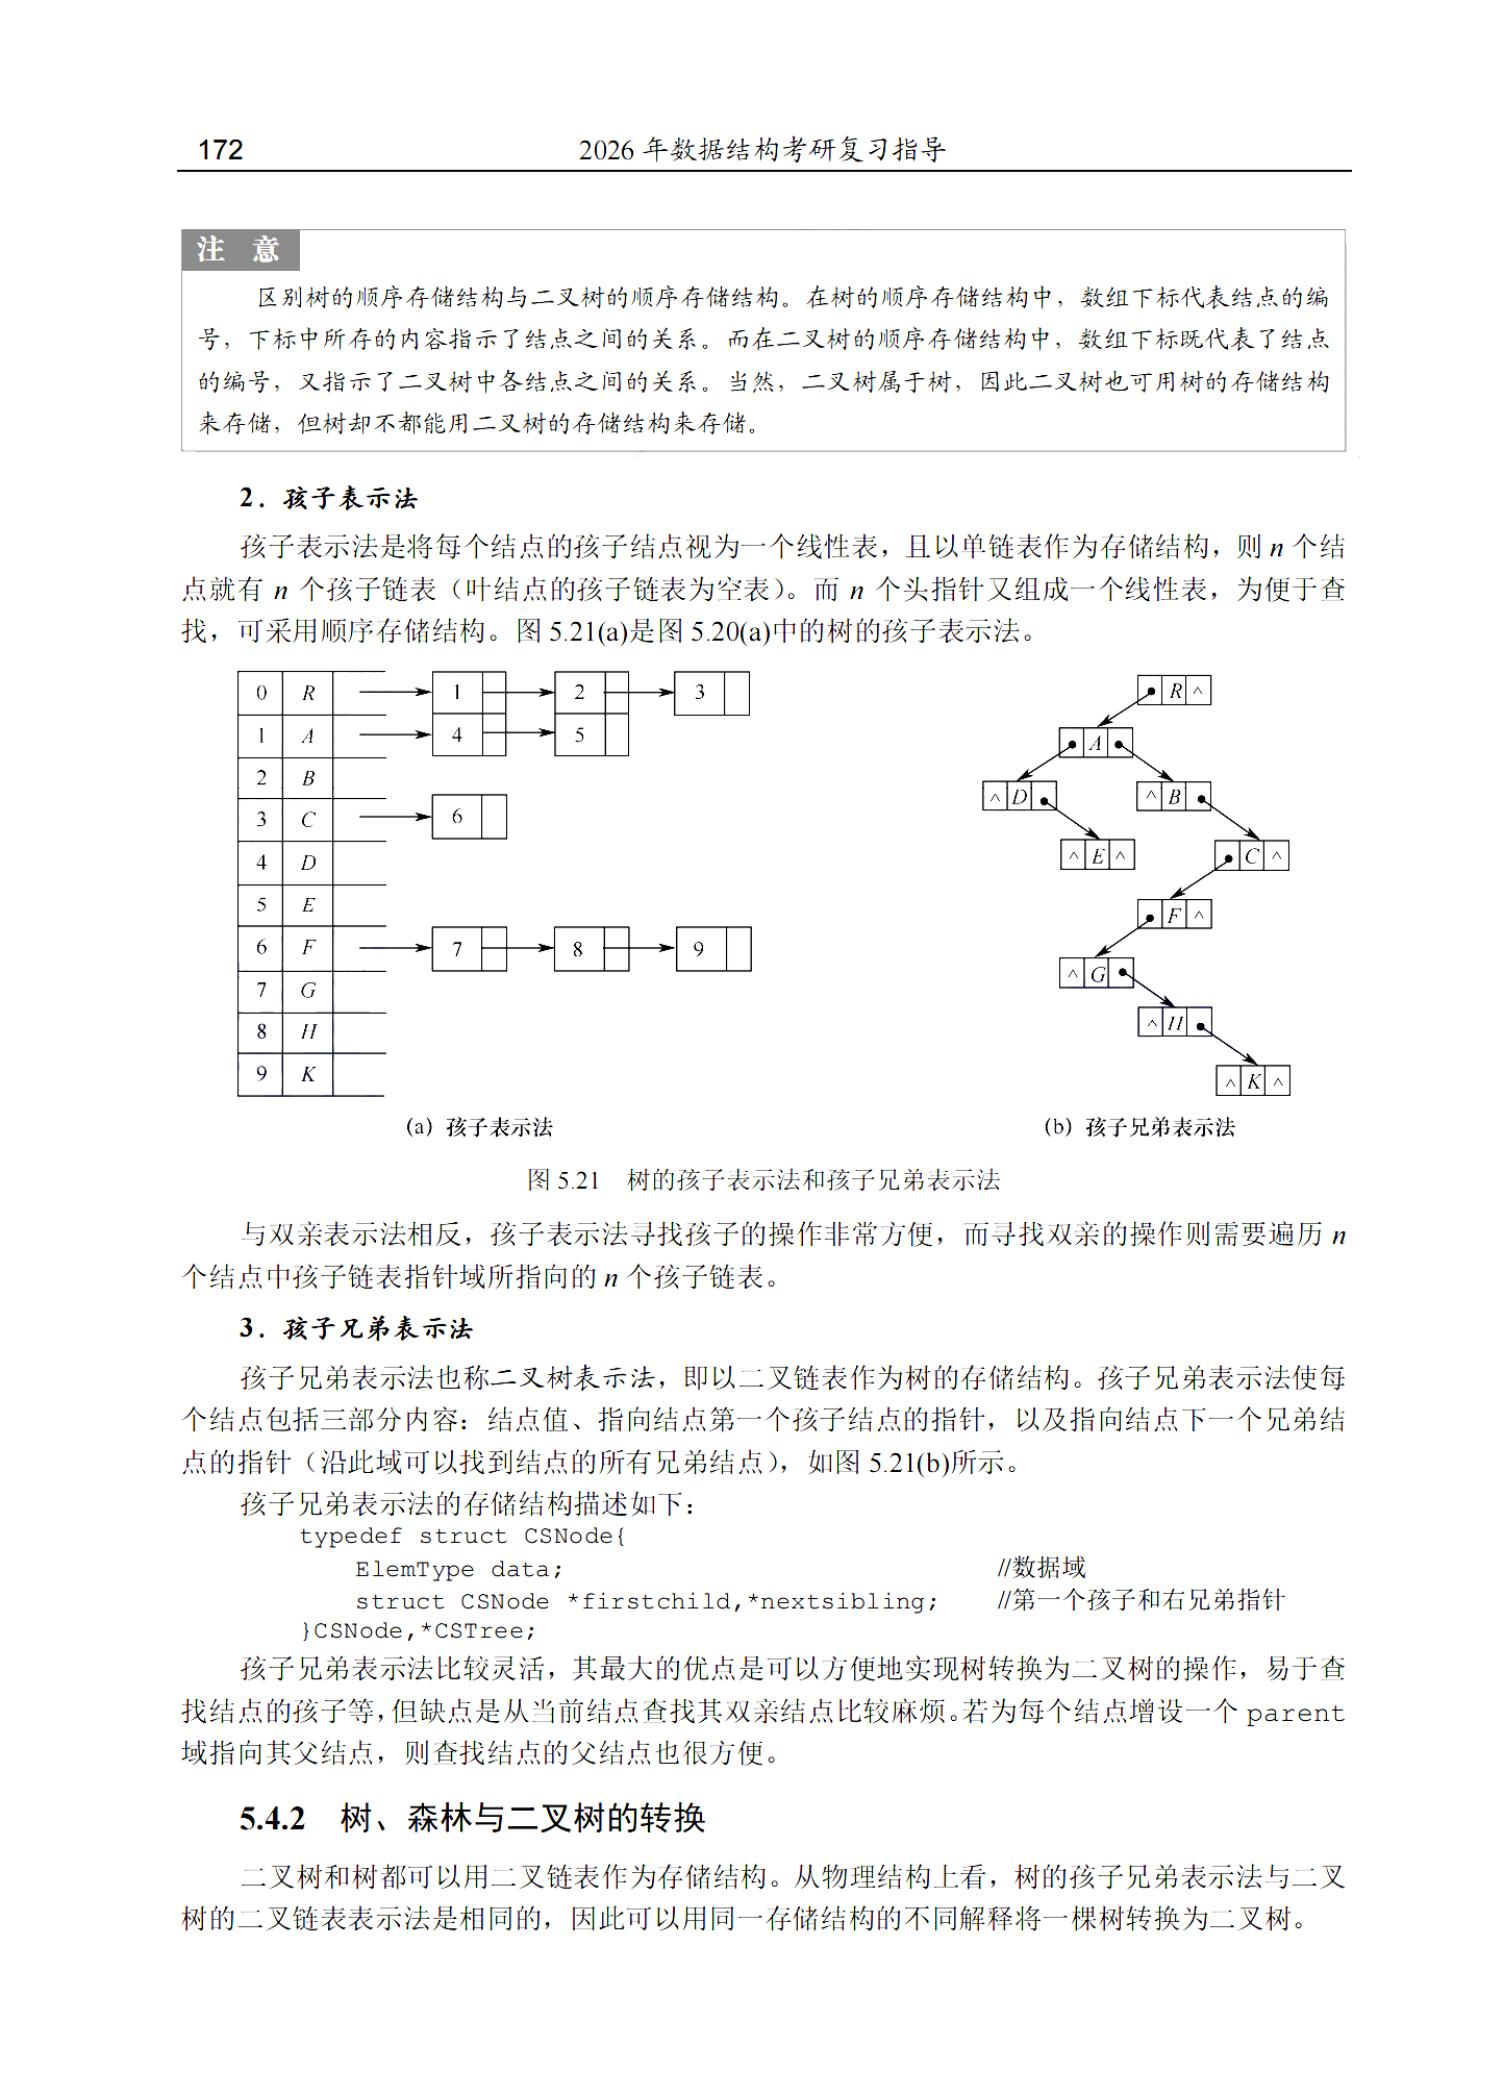 172 2026 年数据结构考研复习指导
注 意
区别树的顺序存储结构与二叉树的顺序存储结构。在树的顺序存储结构中，数组下标代表结点的编
号，下标中所存的内容指示了结点之间的关系。而在二叉树的顺序存储结构中，数组下标既代表了结点
的编号，又指示了二叉树中各结点之间的关系。当然，二叉树属于树，因此二叉树也可用树的存储结构
来存储，但树却不都能用二叉树的存储结构来存储。
2．孩子表示法
孩子表示法是将每个结点的孩子结点视为一个线性表，且以单链表作为存储结构，则 n 个结
点就有 n 个孩子链表（叶结点的孩子链表为空表）。而 n 个头指针又组成一个线性表，为便于查
找，可采用顺序存储结构。图 5.21(a)是图 5.20(a)中的树的孩子表示法。
0 R 1 2 3
1 A 4 5
2 B
3 C 6
4 D
5 E
6 F 7 8 9
7 G
8 H
9 K
R ^
A
^ D
^ B
^ E ^
C ^
F ^
^ G
^ H
^ K ^
(a) 孩子表示法
(b) 孩子兄弟表示法
图 5.21 树的孩子表示法和孩子兄弟表示法
与双亲表示法相反，孩子表示法寻找孩子的操作非常方便，而寻找双亲的操作则需要遍历 n
个结点中孩子链表指针域所指向的 n 个孩子链表。
3．孩子兄弟表示法
孩子兄弟表示法也称二叉树表示法，即以二叉链表作为树的存储结构。孩子兄弟表示法使每
个结点包括三部分内容：结点值、指向结点第一个孩子结点的指针，以及指向结点下一个兄弟结
点的指针（沿此域可以找到结点的所有兄弟结点），如图 5.21(b)所示。
孩子兄弟表示法的存储结构描述如下：
typedef struct CSNode{
ElemType data; //数据域
struct CSNode *firstchild,*nextsibling; //第一个孩子和右兄弟指针
}CSNode,*CSTree;
孩子兄弟表示法比较灵活，其最大的优点是可以方便地实现树转换为二叉树的操作，易于查
找结点的孩子等，但缺点是从当前结点查找其双亲结点比较麻烦。若为每个结点增设一个 parent
域指向其父结点，则查找结点的父结点也很方便。
5.4.2 树、森林与二叉树的转换
二叉树和树都可以用二叉链表作为存储结构。从物理结构上看，树的孩子兄弟表示法与二叉
树的二叉链表表示法是相同的，因此可以用同一存储结构的不同解释将一棵树转换为二叉树。